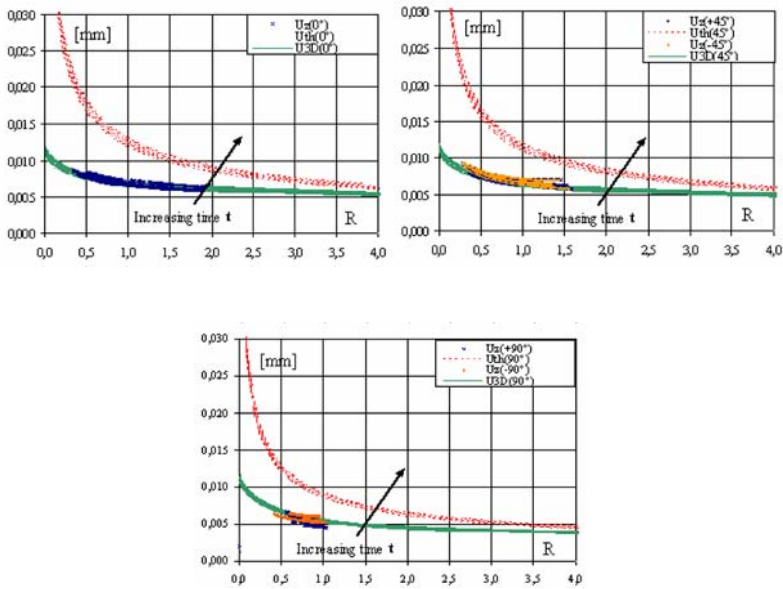 0,030
0,025
0,020
0,015
0,010
0,005
0,000
[mm]
Uz(0°)
Uth(0°)
U3D(0°)
Increasing time t
R
0,0 0,5 1,0 1,5 2,0 2,5 3,0 3,5 4,0
0,030
0,025
0,020
0,015
0,010
0,005
0,000
[mm]
Uz(+45°)
Uth(45°)
Uz(-45°)
U3D(45°)
Increasing time t
R
0,0 0,5 1,0 1,5 2,0 2,5 3,0 3,5 4,0
0,030
0,025
0,020
0,015
0,010
0,005
0,000
[mm]
Uz(+90°)
Uth(90°)
Uz(-90°)
U3D(90°)
Increasing time t
R
0,0 0,5 1,0 1,5 2,0 2,5 3,0 3,5 4,0